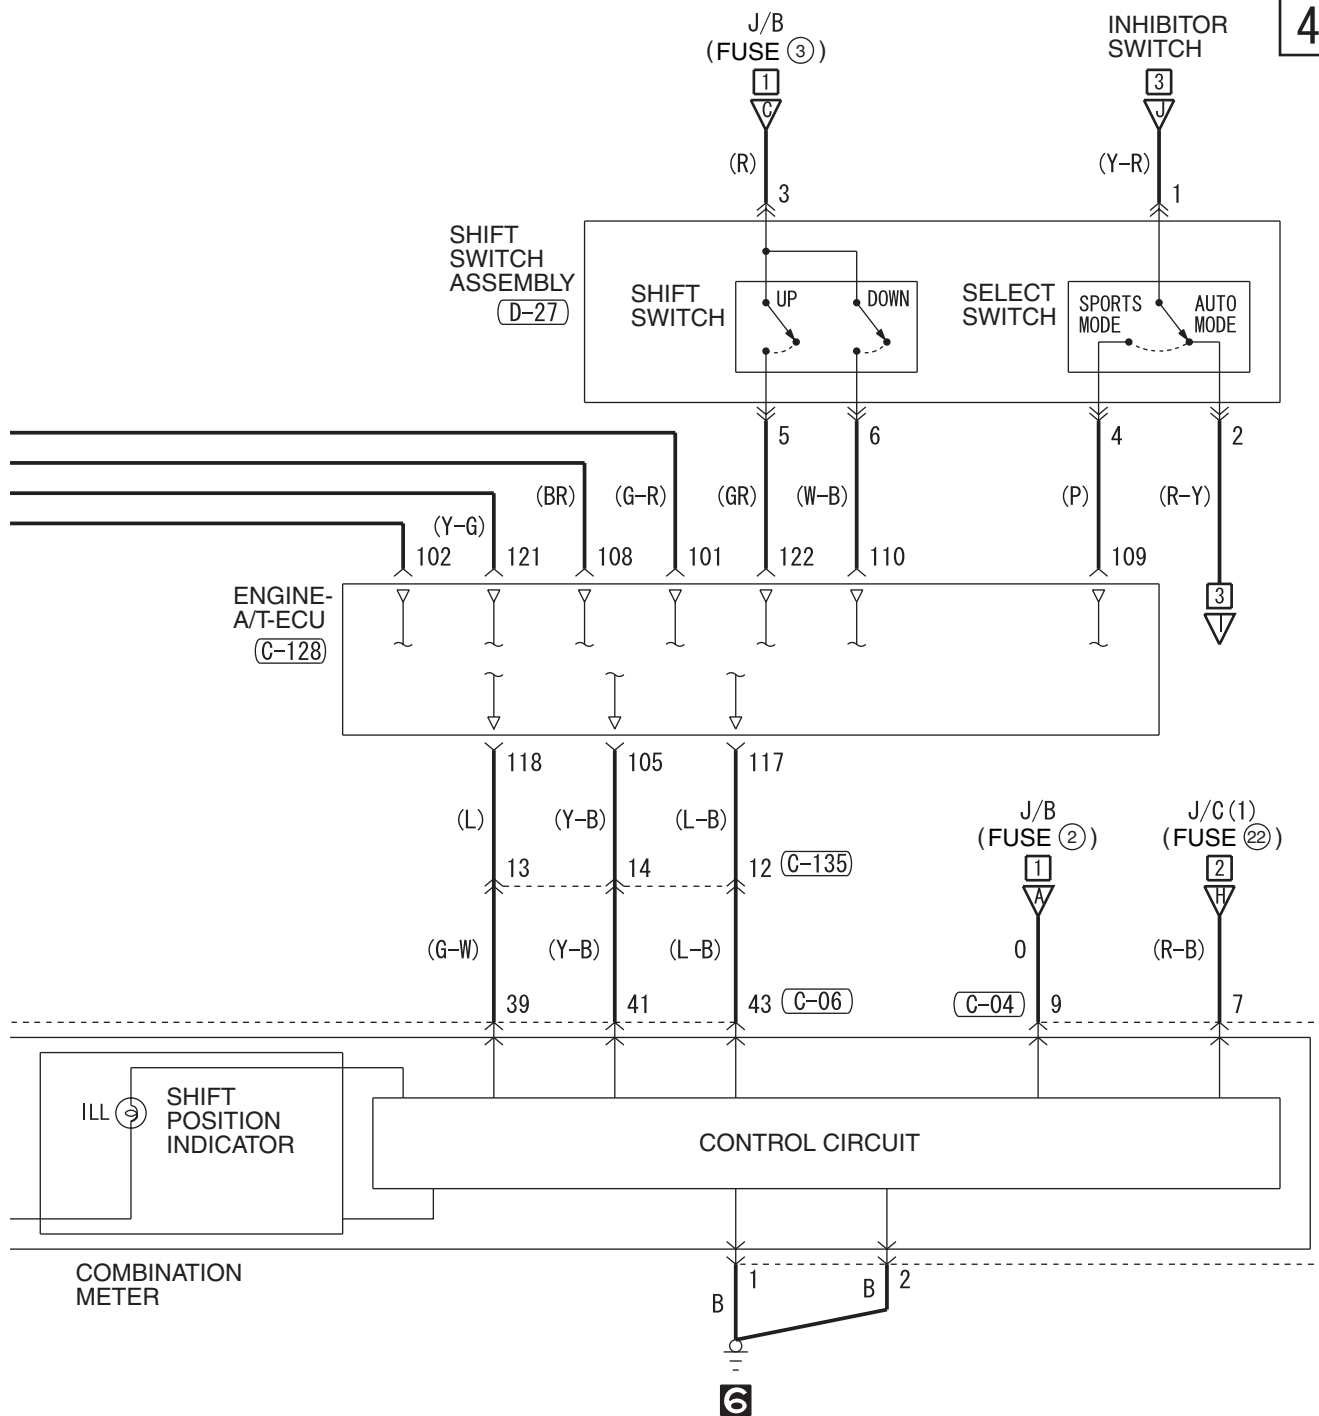 4
J/B
(FUSE ③)
1
C
INHIBITOR
SWITCH
3
J
(R)
3
(Y-R)
1
SHIFT
SWITCH
ASSEMBLY
D-27
SHIFT
SWITCH
UP
DOWN
SELECT
SWITCH
SPORTS
MODE
AUTO
MODE
5
6
4
2
(Y-G)
(BR)
(G-R)
(GR)
(W-B)
(P)
(R-Y)
102
121
108
101
122
110
109
3
I
ENGINE-
A/T-ECU
C-128
118
105
117
(L)
(Y-B)
(L-B)
J/B
(FUSE ②)
1
A
J/C(1)
(FUSE ㉒)
2
H
13
14
12
C-135
(G-W)
(Y-B)
(L-B)
O
(R-B)
39
41
43
C-06
C-04
9
7
ILL
SHIFT
POSITION
INDICATOR
CONTROL CIRCUIT
COMBINATION
METER
1
2
B
B
6